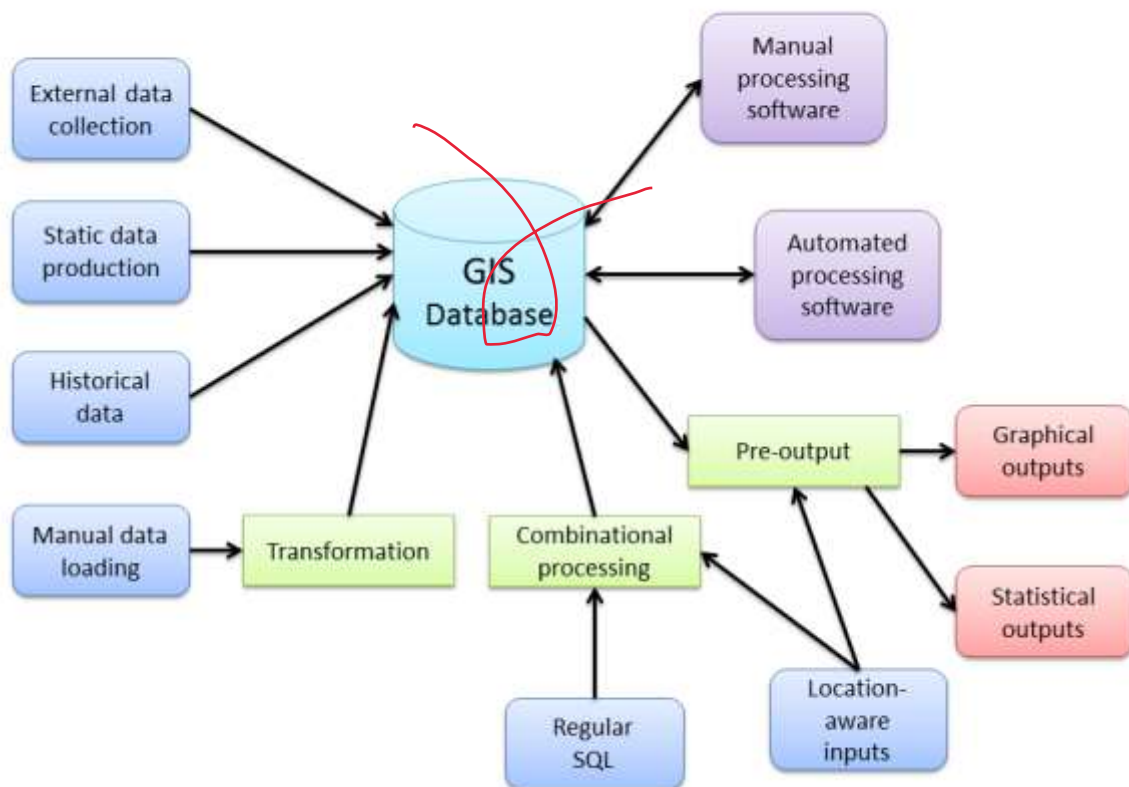 External data
collection
Static data
production
Historical
data
Manual data
loading
Transformation
GIS
Database
Combinational
processing
Regular
SQL
Manual
processing
software
Automated
processing
software
Pre-output
Location-
aware
inputs
Graphical
outputs
Statistical
outputs